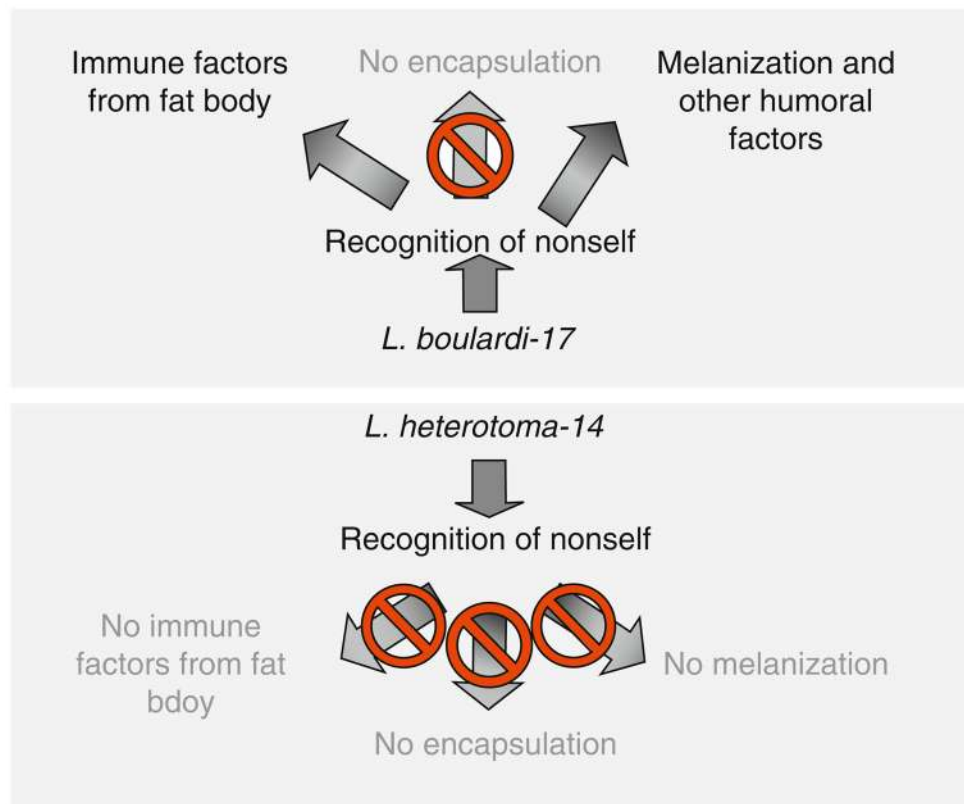 Immune factors
from fat body
No encapsulation
Melanization and
other humoral
factors
Recognition of nonself
L. boulardi-17
L. heterotoma-14
Recognition of nonself
No immune
factors from fat
bdoy
No encapsulation
No melanization